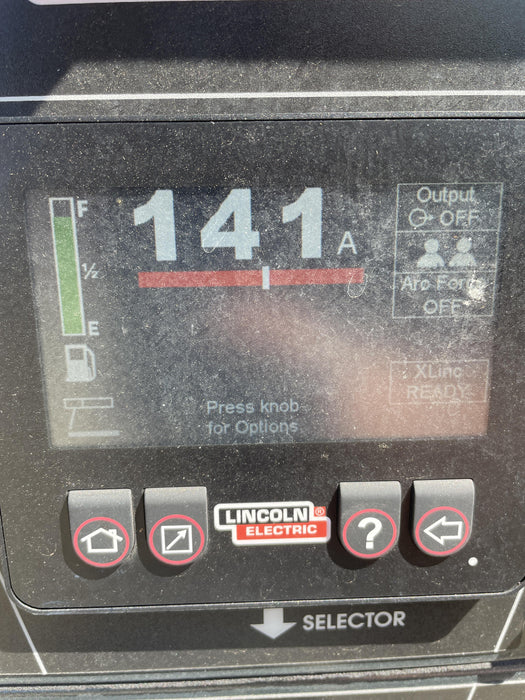 F
½
E
141 A
Output
OFF
Arc Force
OFF
XLinc
READY
Press knob
for Options
LINCOLN ®
ELECTRIC
?
SELECTOR